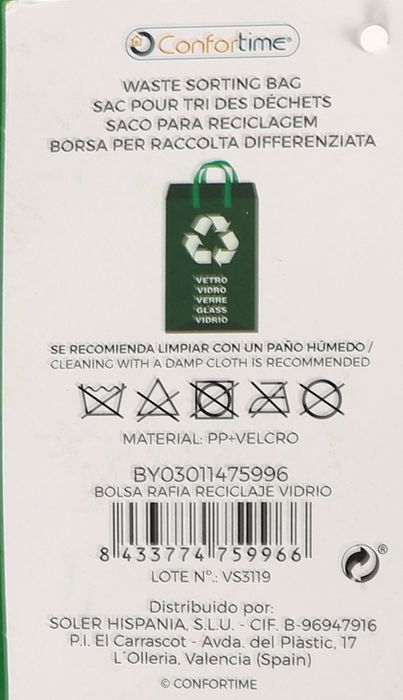 Confortime®
WASTE SORTING BAG
SAC POUR TRI DES DÉCHETS
SACO PARA RECICLAGEM
BORSA PER RACCOLTA DIFFERENZIATA
VETRO
VIDRO
VERRE
GLASS
VIDRIO
SE RECOMIENDA LIMPIAR CON UN PAÑO HÚMEDO /
CLEANING WITH A DAMP CLOTH IS RECOMMENDED
MATERIAL: PP+VELCRO
BY03011475996
BOLSA RAFIA RECICLAJE VIDRIO
8 433774 759966
®
LOTE Nº.: VS3119
Distribuido por:
SOLER HISPANIA, S.L.U. - CIF. B-96947916
P.I. El Carrascot - Avda. del Plàstic, 17
L´Olleria, Valencia (Spain)
© CONFORTIME